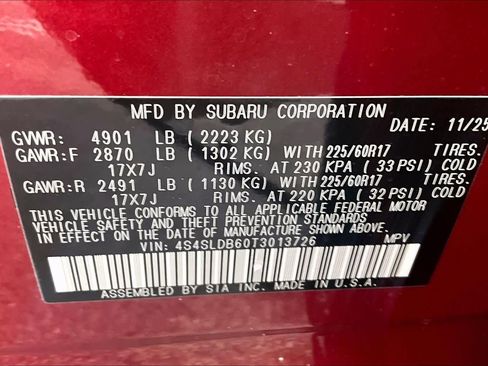 MFD BY SUBARU CORPORATION
DATE: 11/25
GVWR: 4901 LB ( 2223 KG)
GAWR:F 2870 LB ( 1302 KG) WITH 225/60R17 TIRES.
17X7J RIMS. AT 230 KPA ( 33 PSI) COLD
GAWR:R 2491 LB ( 1130 KG) WITH 225/60R17 TIRES.
17X7J RIMS. AT 220 KPA ( 32 PSI) COLD
THIS VEHICLE CONFORMS TO ALL APPLICABLE FEDERAL MOTOR
VEHICLE SAFETY AND THEFT PREVENTION STANDARDS
IN EFFECT ON THE DATE OF MANUFACTURE SHOWN ABOVE.
VIN: 4S4SLDB60T3013726 MPV
ASSEMBLED BY SIA INC. IN U.S.A.